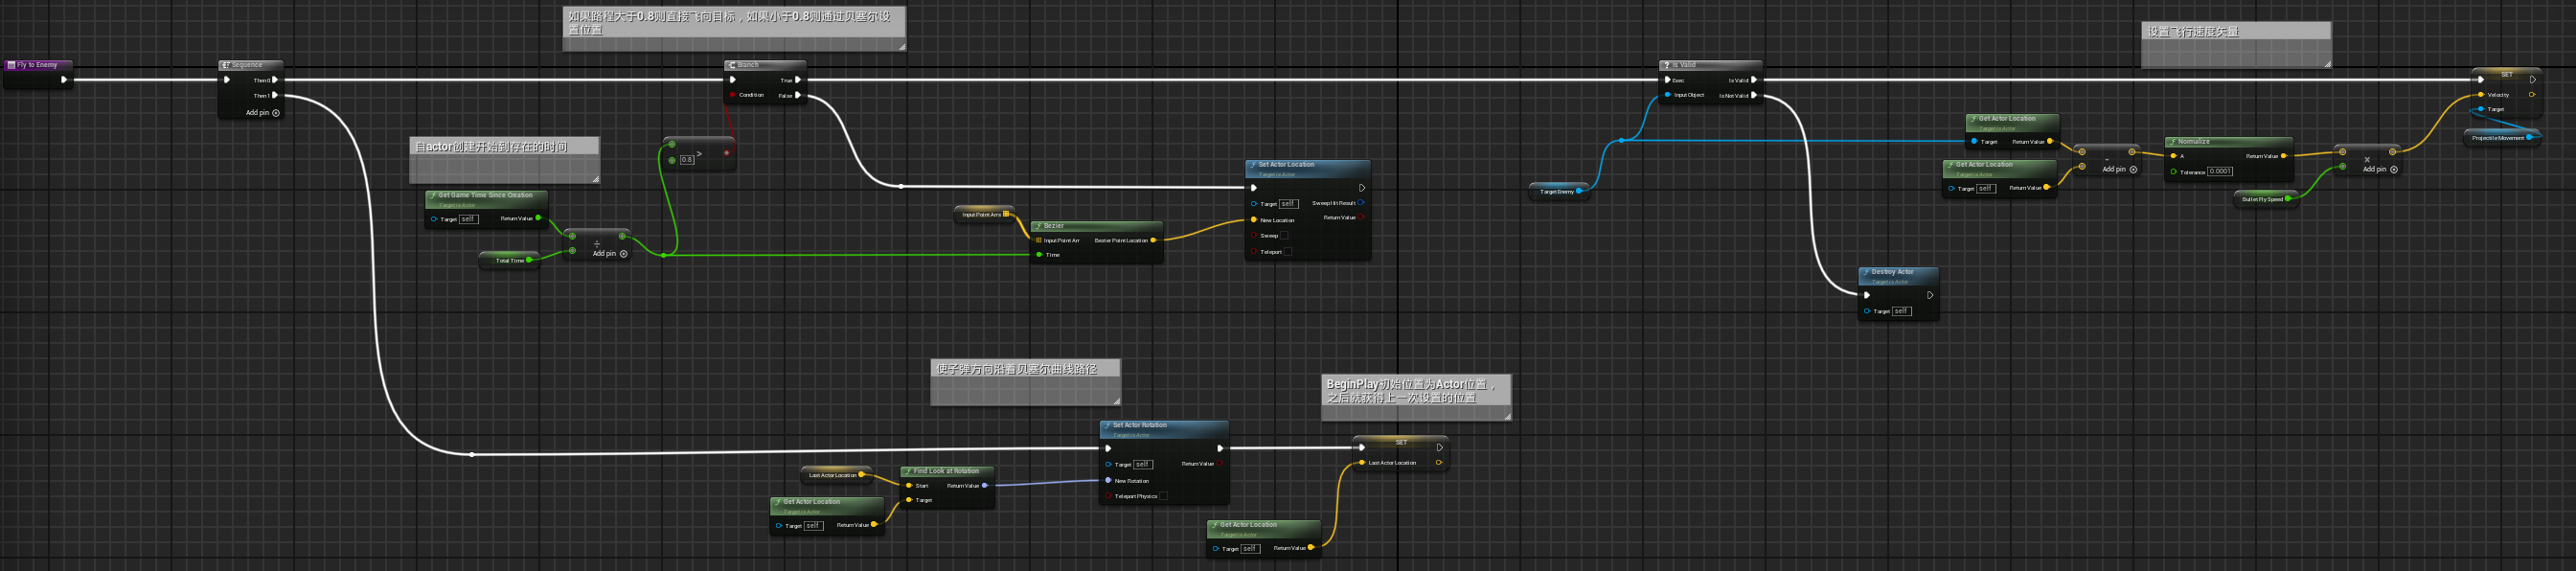 如果路程大于0.8则直接飞向目标，如果小于0.8则通过贝塞尔设
置位置
设置飞行速度矢量
Fly to Enemy
Sequence
Then 0
Then 1
Add pin
Branch
True
Condition
False
Is Valid
Exec
Is Valid
Input Object
Is Not Valid
SET
Velocity
Target
Projectile Movement
自actor创建开始到存在的时间
>
0.8
Get Game Time Since Creation
Target is Actor
Target
self
Return Value
Total Time
÷
Add pin
Input Point Arr
Bezier
Input Point Arr
Bezier Point Location
Time
Set Actor Location
Target is Actor
Target
self
Sweep Hit Result
New Location
Return Value
Sweep
Teleport
Target Enemy
Get Actor Location
Target is Actor
Target
Return Value
Get Actor Location
Target is Actor
Target
self
Return Value
-
Add pin
Normalize
A
Return Value
Tolerance
0.0001
Bullet Fly Speed
x
Add pin
Destroy Actor
Target is Actor
Target
self
使子弹方向沿着贝塞尔曲线路径
BeginPlay初始位置为Actor位置，
之后就获得上一次设置的位置
Set Actor Rotation
Target is Actor
Target
self
Return Value
New Rotation
Teleport Physics
SET
Last Actor Location
Last Actor Location
Find Look at Rotation
Start
Return Value
Target
Get Actor Location
Target is Actor
Target
self
Return Value
Get Actor Location
Target is Actor
Target
self
Return Value